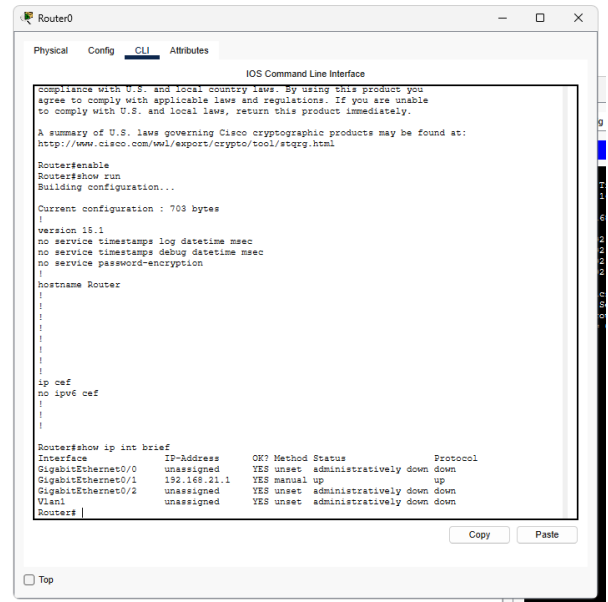 Router0
Physical Config CLI Attributes
IOS Command Line Interface
compliance with U.S. and local country laws. By using this product you
agree to comply with applicable laws and regulations. If you are unable
to comply with U.S. and local laws, return this product immediately.
A summary of U.S. laws governing Cisco cryptographic products may be found at:
http://www.cisco.com/wwl/export/crypto/tool/stqrg.html
Router#enable
Router#show run
Building configuration...
Current configuration : 703 bytes
!
version 15.1
no service timestamps log datetime msec
no service timestamps debug datetime msec
no service password-encryption
!
hostname Router
!
!
!
!
!
!
!
!
ip cef
no ipv6 cef
!
!
!
Router#show ip int brief
Interface IP-Address OK? Method Status Protocol
GigabitEthernet0/0 unassigned YES unset administratively down down
GigabitEthernet0/1 192.168.21.1 YES manual up up
GigabitEthernet0/2 unassigned YES unset administratively down down
Vlan1 unassigned YES unset administratively down down
Router#
Copy Paste
Top